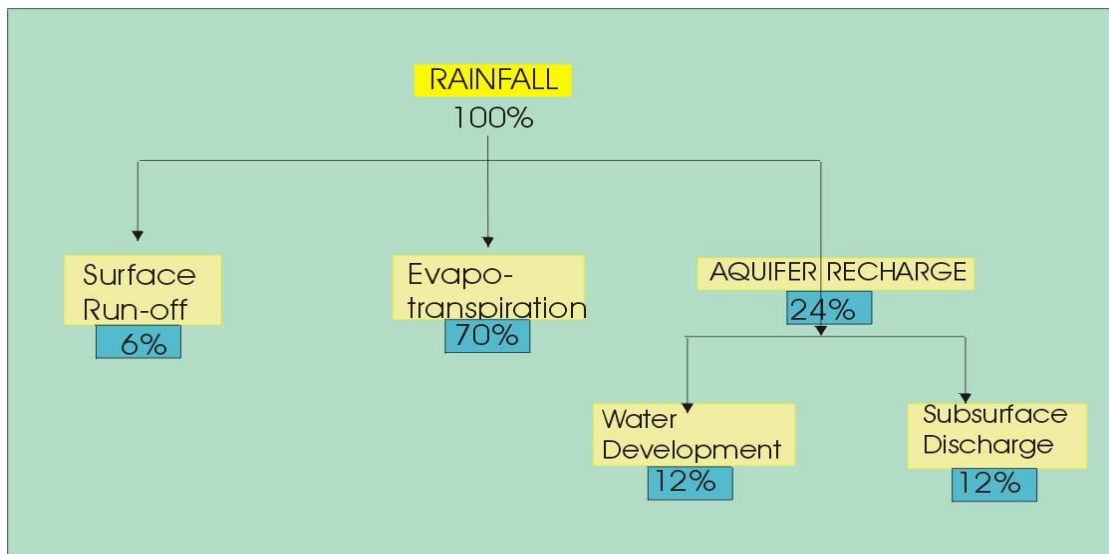 RAINFALL
100%
Surface
Run-off
6%
Evapo-
transpiration
70%
AQUIFER RECHARGE
24%
Water
Development
12%
Subsurface
Discharge
12%